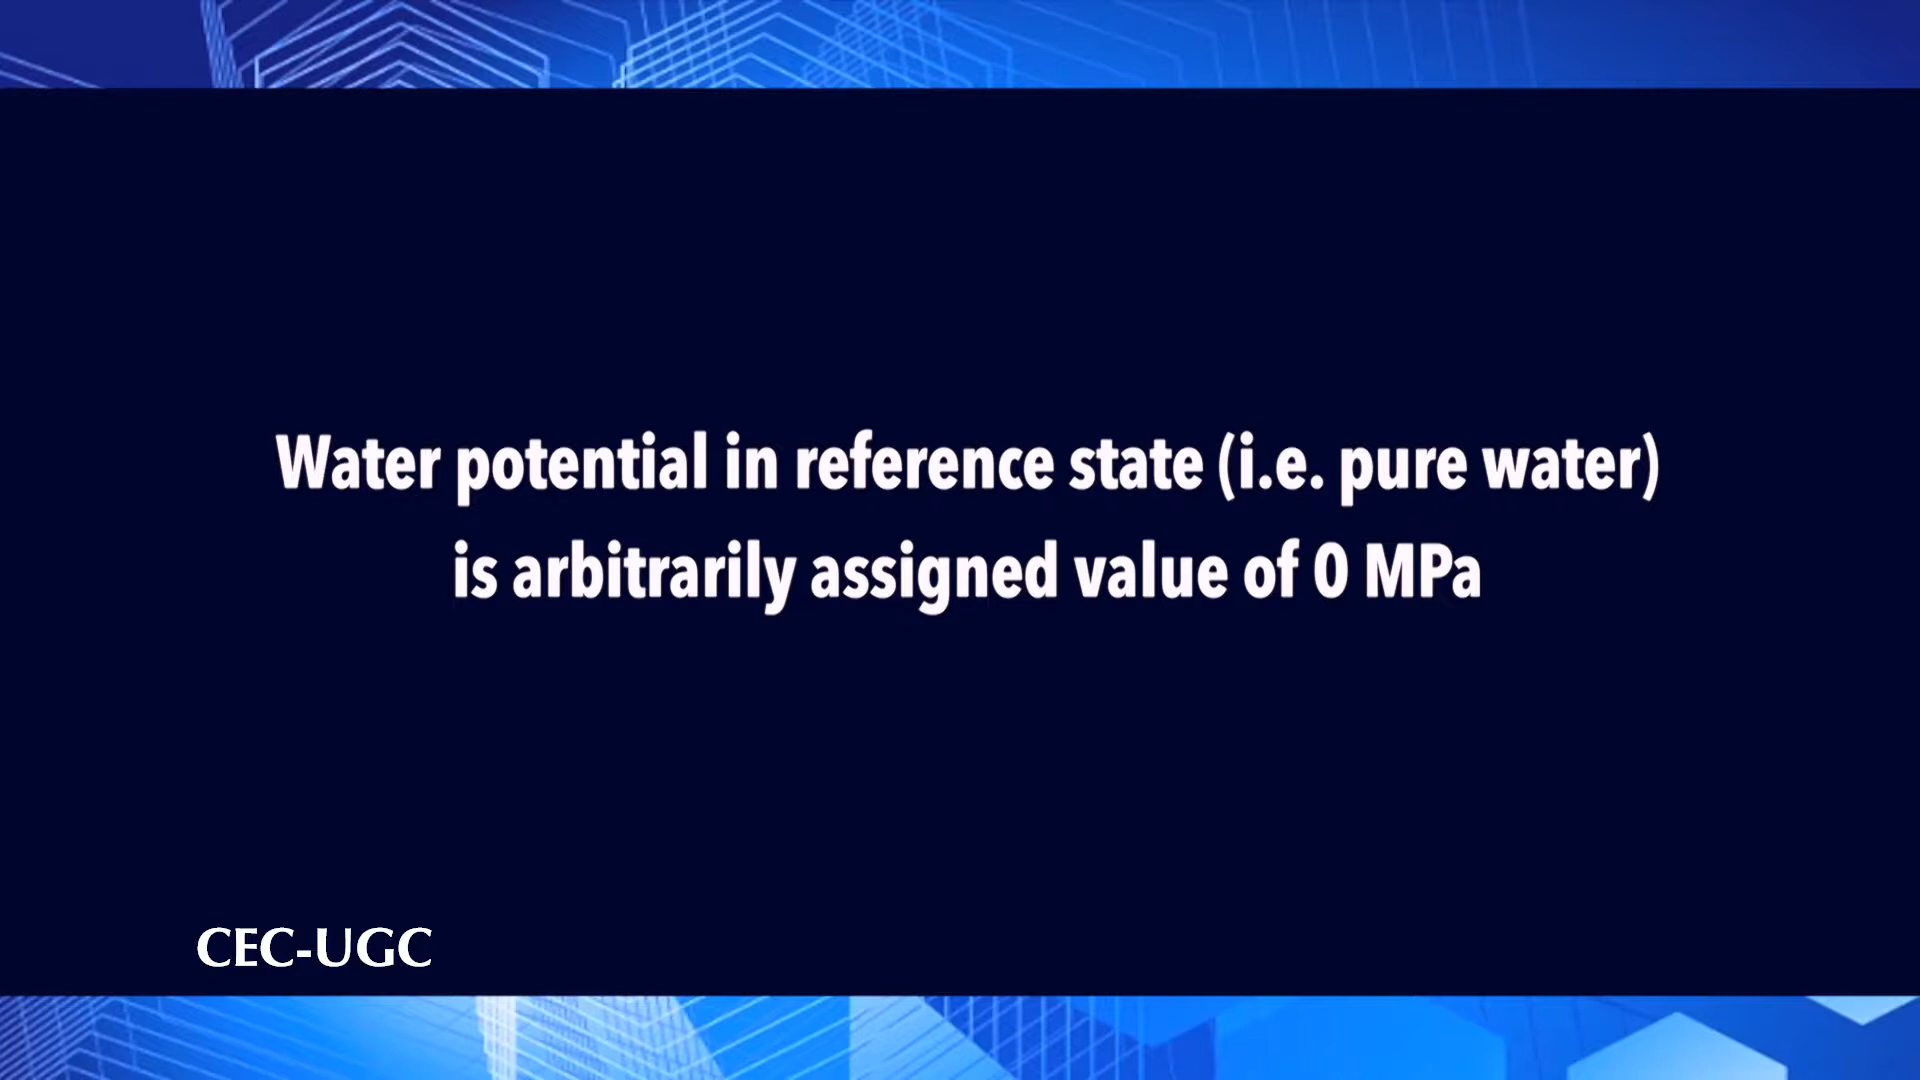 Water potential in reference state (i.e. pure water)
is arbitrarily assigned value of 0 MPa
CEC-UGC